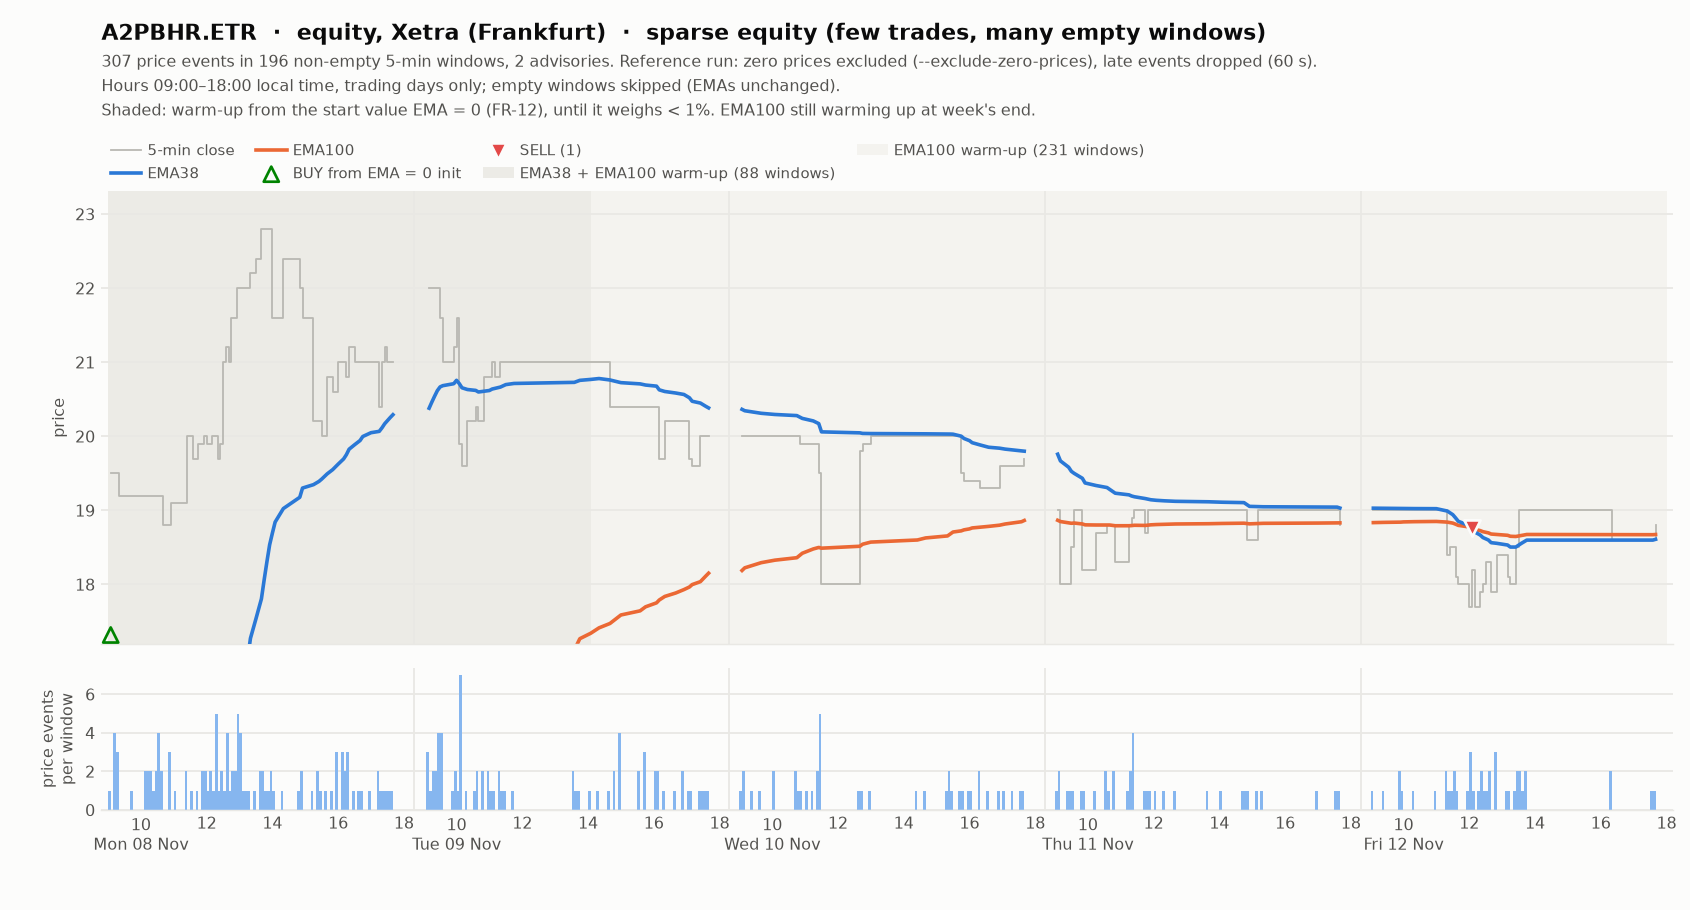 A2PBHR.ETR · equity, Xetra (Frankfurt) · sparse equity (few trades, many empty windows)
307 price events in 196 non-empty 5-min windows, 2 advisories. Reference run: zero prices excluded (--exclude-zero-prices), late events dropped (60 s).
Hours 09:00–18:00 local time, trading days only; empty windows skipped (EMAs unchanged).
Shaded: warm-up from the start value EMA = 0 (FR-12), until it weighs < 1%. EMA100 still warming up at week's end.
5-min close EMA100 SELL (1) EMA100 warm-up (231 windows)
EMA38 BUY from EMA = 0 init EMA38 + EMA100 warm-up (88 windows)
23
22
21
20
19
18
price
6
4
2
0
price events
per window
10 12 14 16 18 10 12 14 16 18 10 12 14 16 18 10 12 14 16 18 10 12 14 16 18
Mon 08 Nov Tue 09 Nov Wed 10 Nov Thu 11 Nov Fri 12 Nov